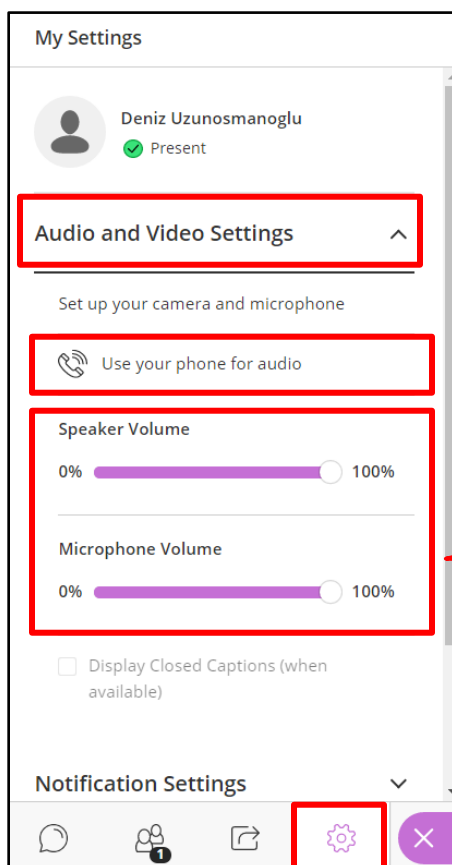 My Settings
Deniz Uzunosmanoglu
Present
Audio and Video Settings
Set up your camera and microphone
Use your phone for audio
Speaker Volume
0% 100%
Microphone Volume
0% 100%
Display Closed Captions (when
available)
Notification Settings
1